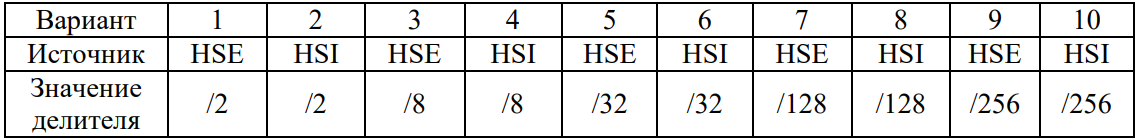 Вариант 1 2 3 4 5 6 7 8 9 10
Источник HSE HSI HSE HSI HSE HSI HSE HSI HSE HSI
Значение
делителя /2 /2 /8 /8 /32 /32 /128 /128 /256 /256